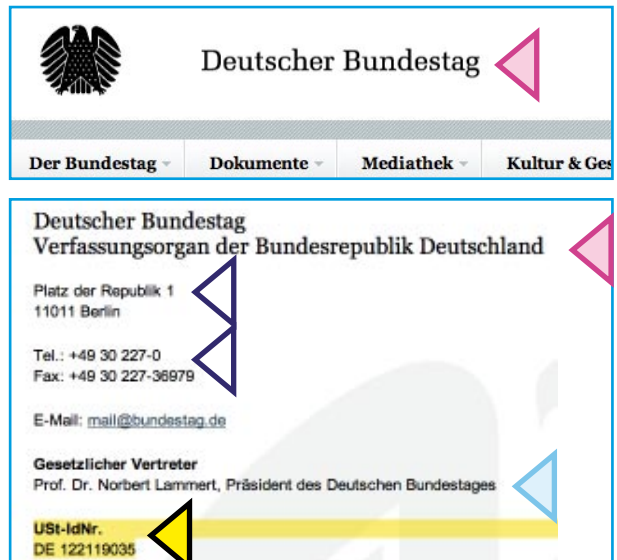 Deutscher Bundestag
Der Bundestag Dokumente Mediathek Kultur & Ges
Deutscher Bundestag
Verfassungsorgan der Bundesrepublik Deutschland
Platz der Republik 1
11011 Berlin
Tel.: +49 30 227-0
Fax: +49 30 227-36979
E-Mail: mail@bundestag.de
Gesetzlicher Vertreter
Prof. Dr. Norbert Lammert, Präsident des Deutschen Bundestages
USt-IdNr.
DE 122119035